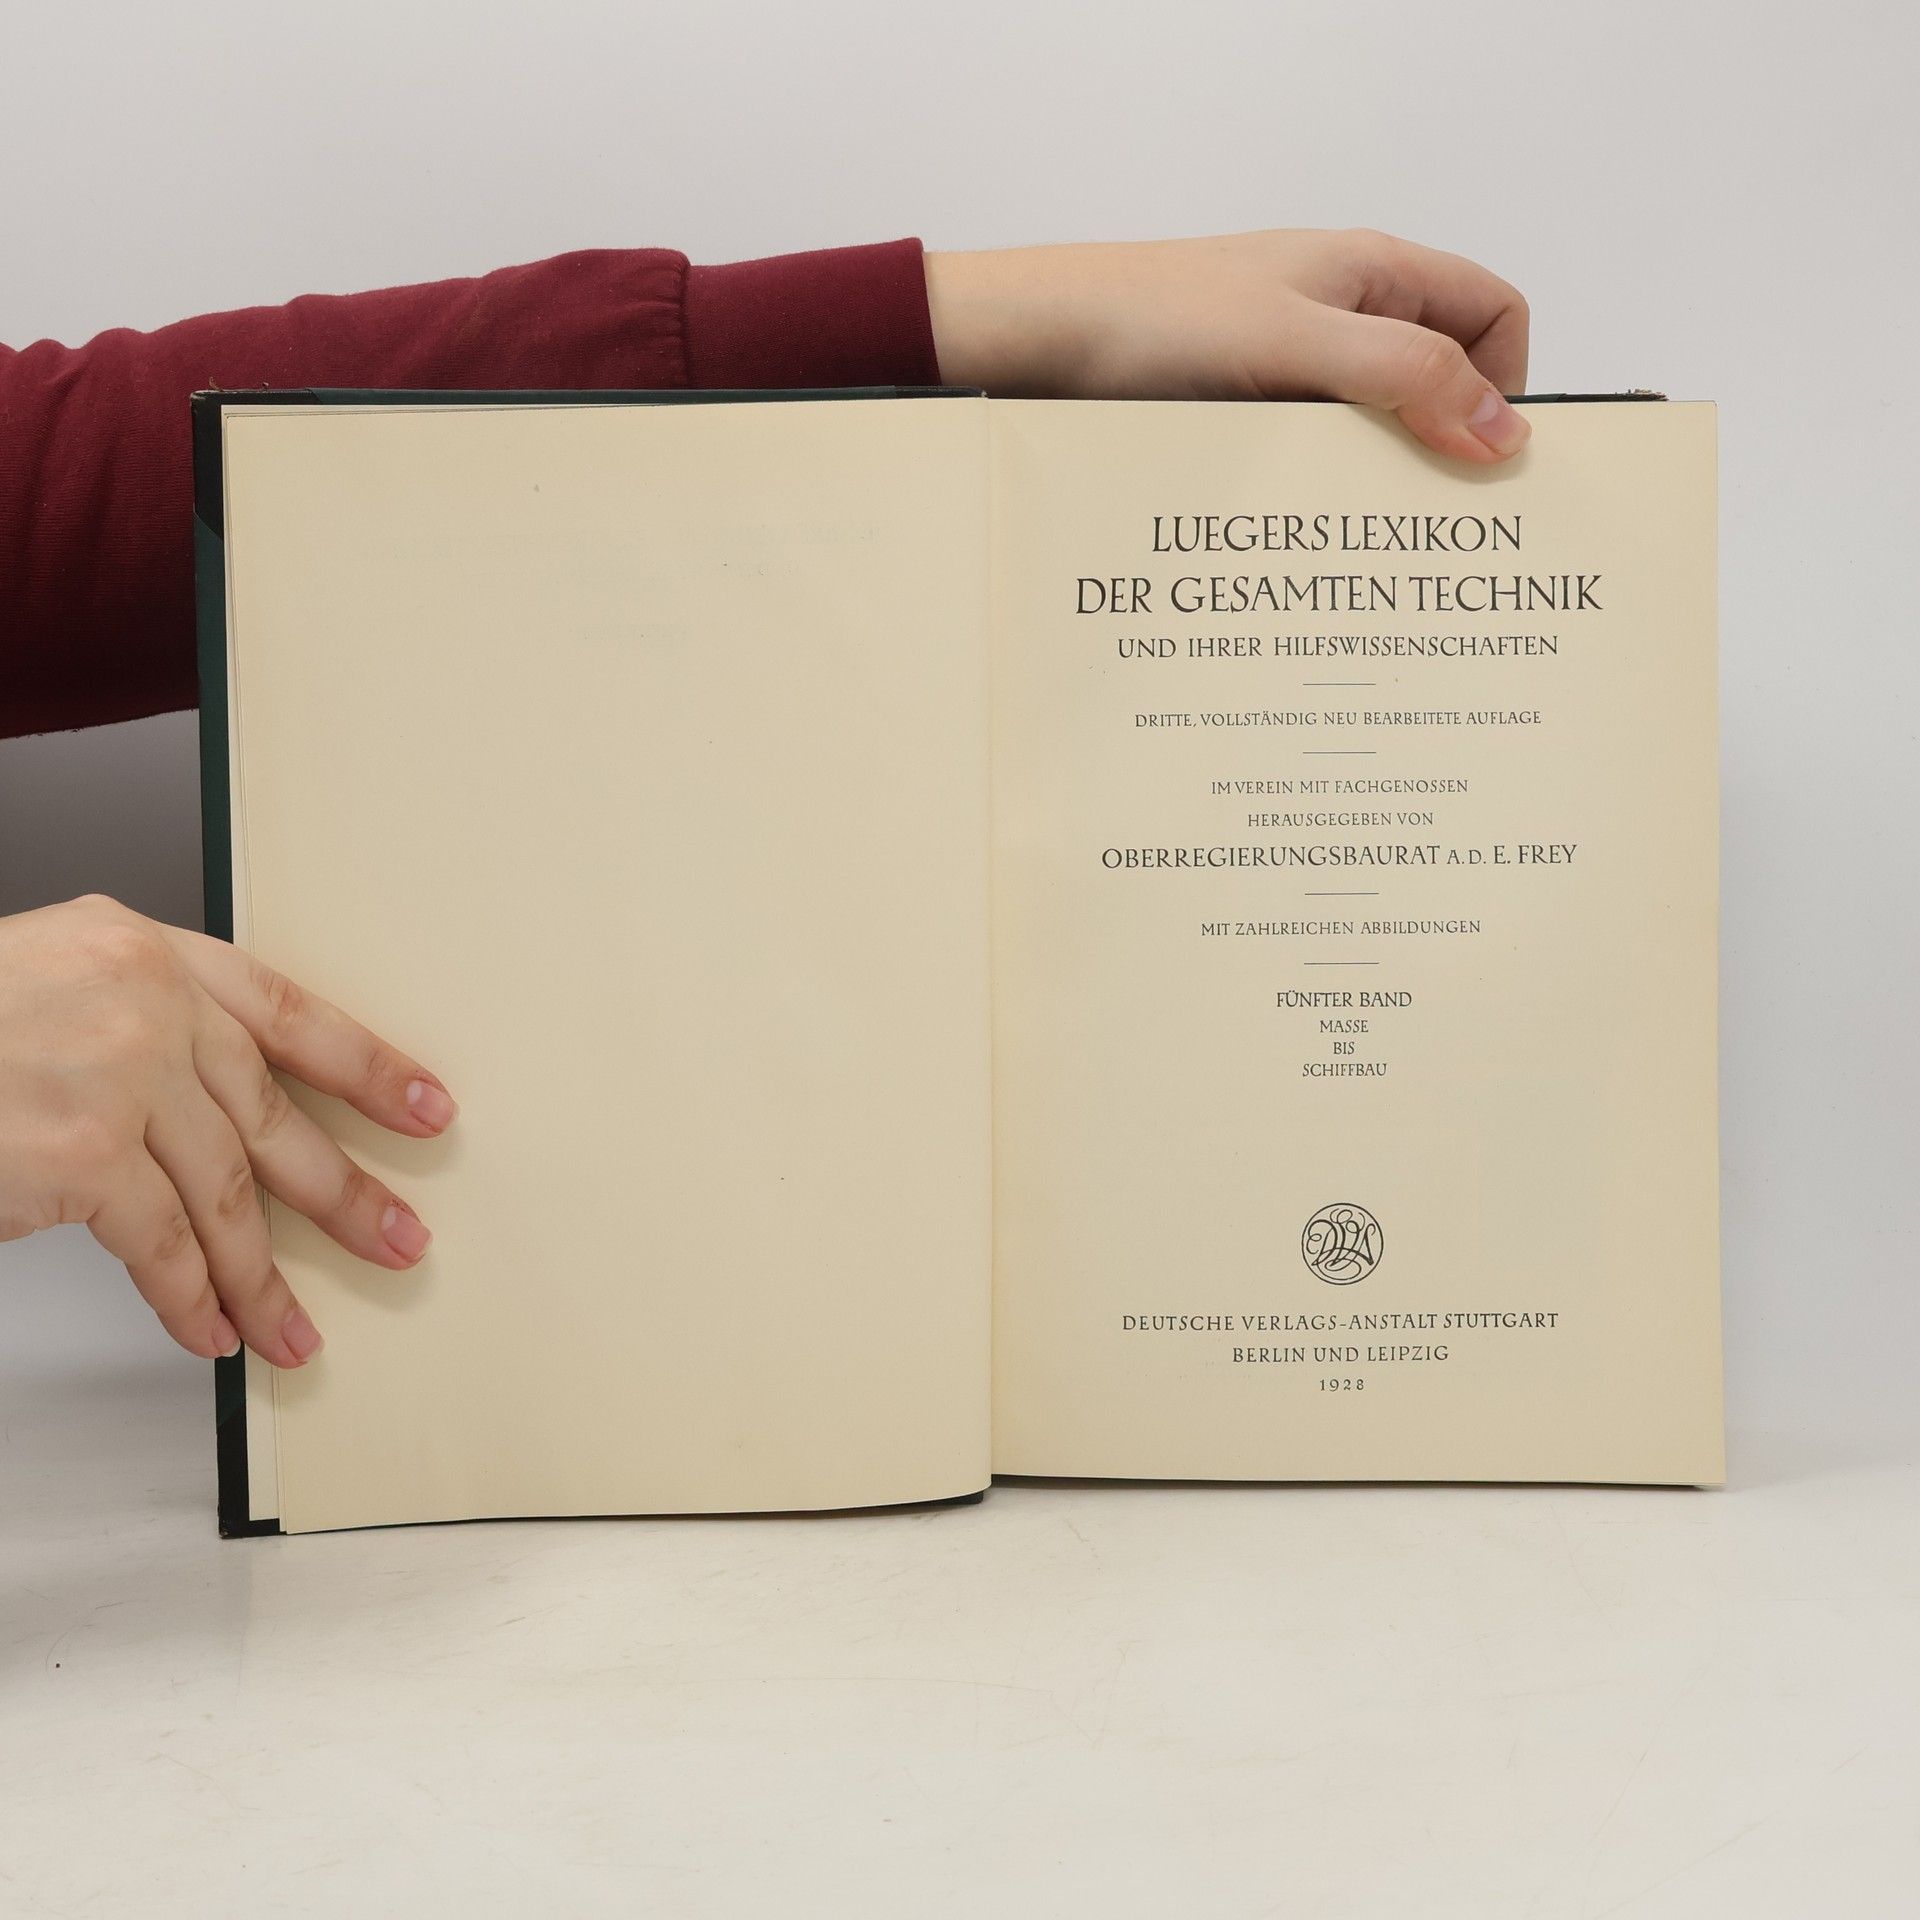 LUEGERS LEXIKON
DER GESAMTEN TECHNIK
UND IHRER HILFSWISSENSCHAFTEN
DRITTE, VOLLSTÄNDIG NEU BEARBEITETE AUFLAGE
IM VEREIN MIT FACHGENOSSEN
HERAUSGEGEBEN VON
OBERREGIERUNGSBAURAT A.D. E. FREY
MIT ZAHLREICHEN ABBILDUNGEN
FÜNFTER BAND
MASSE
BIS
SCHIFFBAU
DVA
DEUTSCHE VERLAGS-ANSTALT STUTTGART
BERLIN UND LEIPZIG
1928